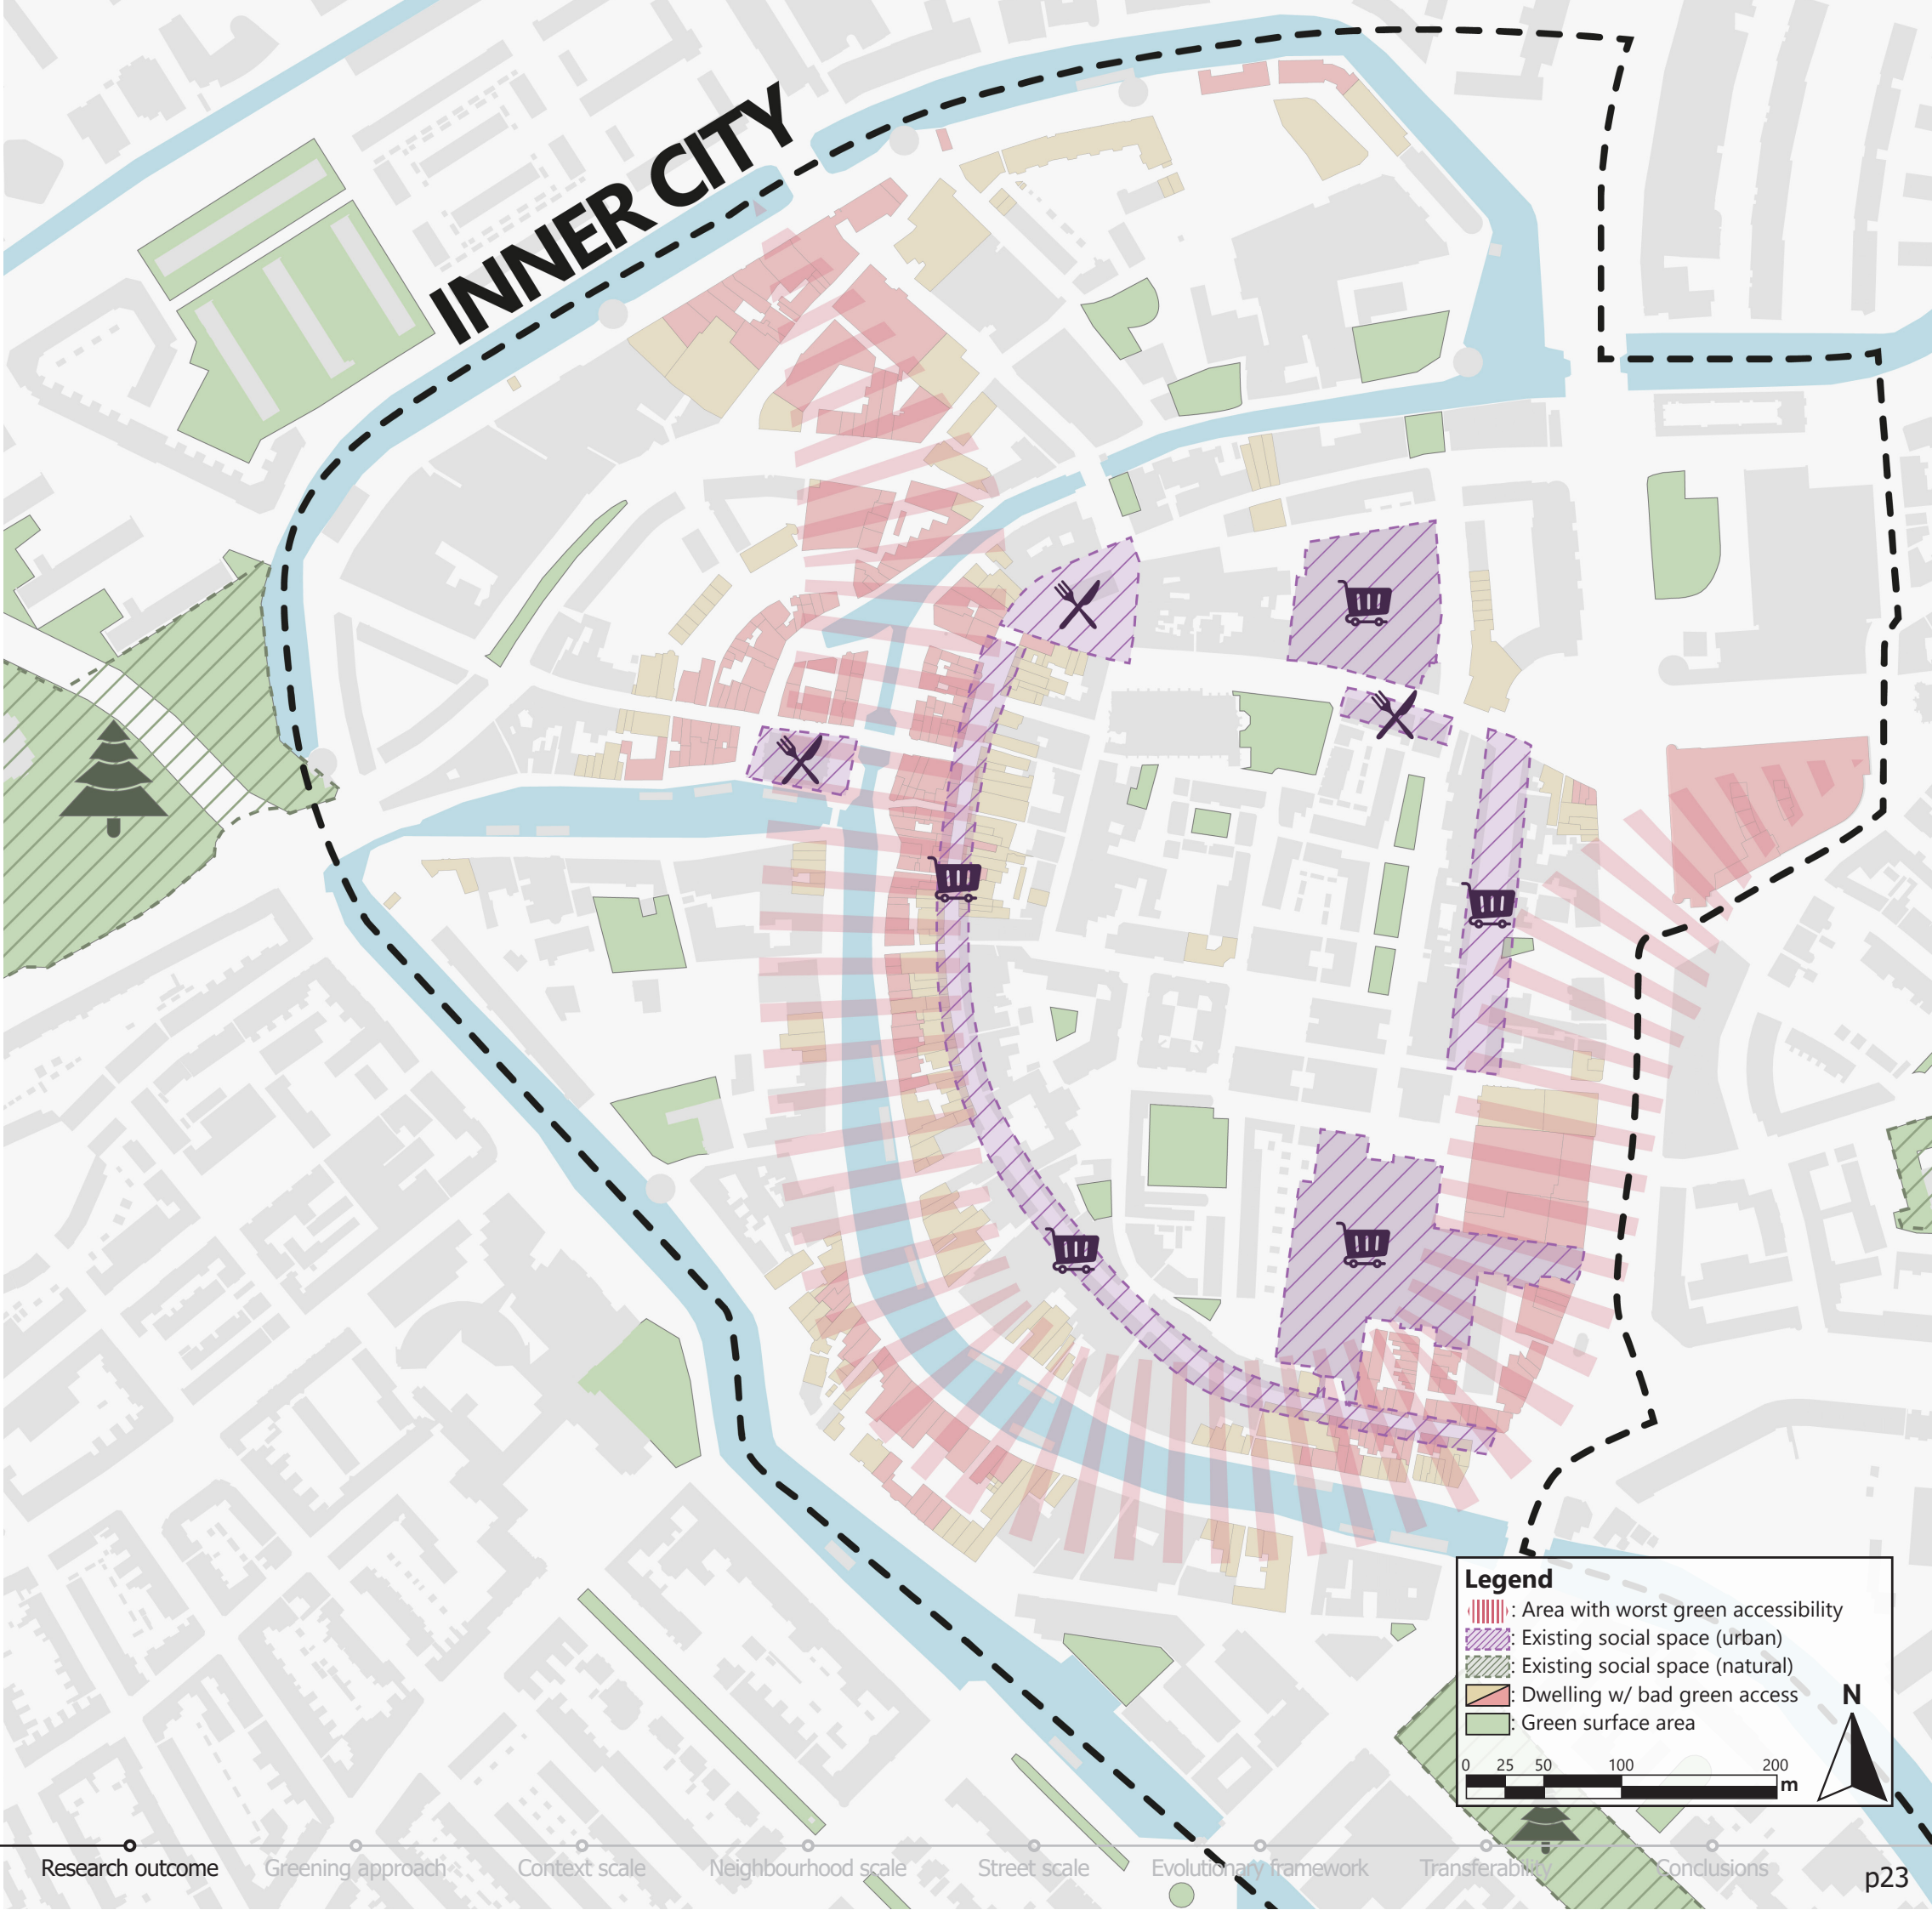 INNER CITY
Legend
: Area with worst green accessibility
: Existing social space (urban)
: Existing social space (natural)
: Dwelling w/ bad green access
: Green surface area
N
0 25 50 100 200
m
Research outcome Greening approach Context scale Neighbourhood scale Street scale Evolutionary framework Transferability Conclusions
p23